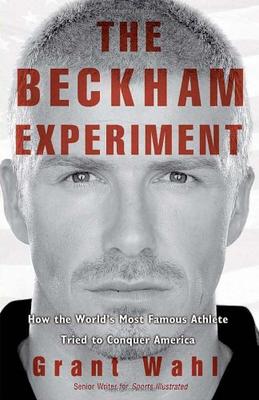 THE
BECKHAM
EXPERIMENT
How the World's Most Famous Athlete
Tried to Conquer America
Grant Wahl
Senior Writer for Sports Illustrated